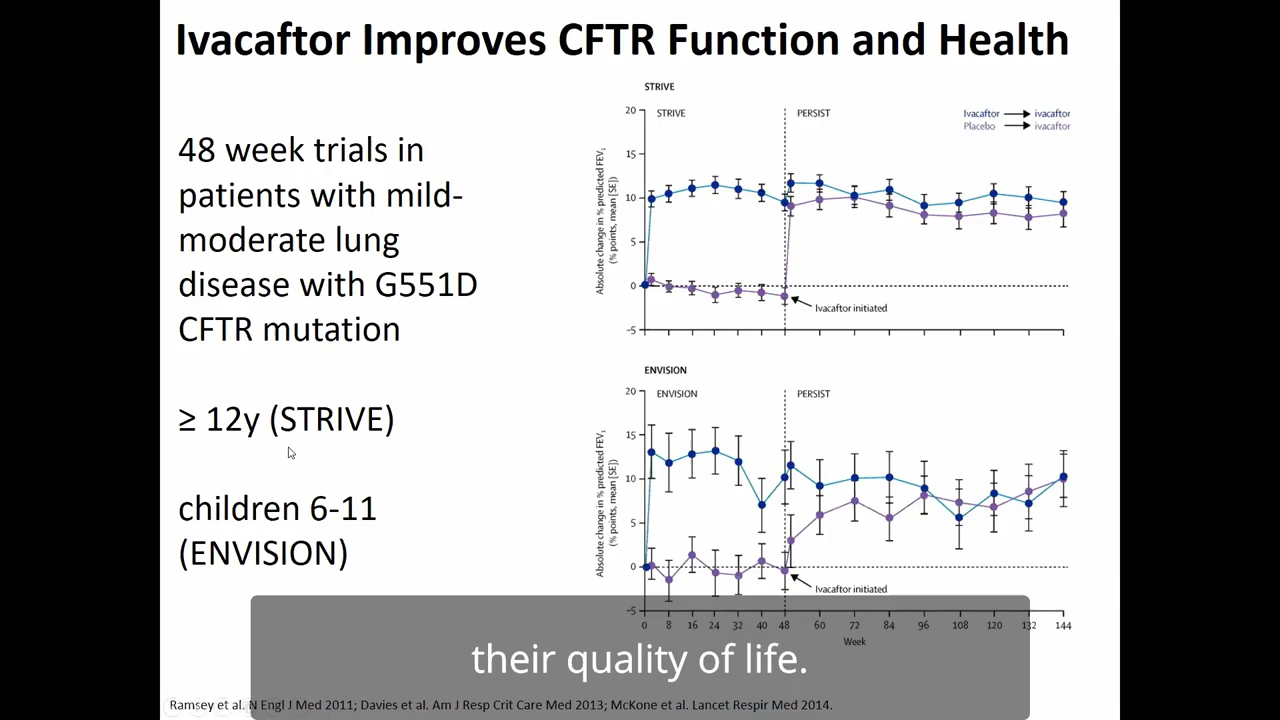 Ivacaftor Improves CFTR Function and Health
48 week trials in
patients with mild-
moderate lung
disease with G551D
CFTR mutation
≥ 12y (STRIVE)
children 6-11
(ENVISION)
STRIVE
STRIVE
PERSIST
Ivacaftor → ivacaftor
Placebo → ivacaftor
Absolute change in % predicted FEV₁
(% points, mean [SE])
20
15
10
5
0
−5
Ivacaftor initiated
ENVISION
ENVISION
PERSIST
Absolute change in % predicted FEV₁
(% points, mean [SE])
20
15
10
5
0
−5
Ivacaftor initiated
0 8 16 24 32 40 48 60 72 84 96 108 120 132 144
Week
their quality of life.
Ramsey et al. N Engl J Med 2011; Davies et al. Am J Resp Crit Care Med 2013; McKone et al. Lancet Respir Med 2014.